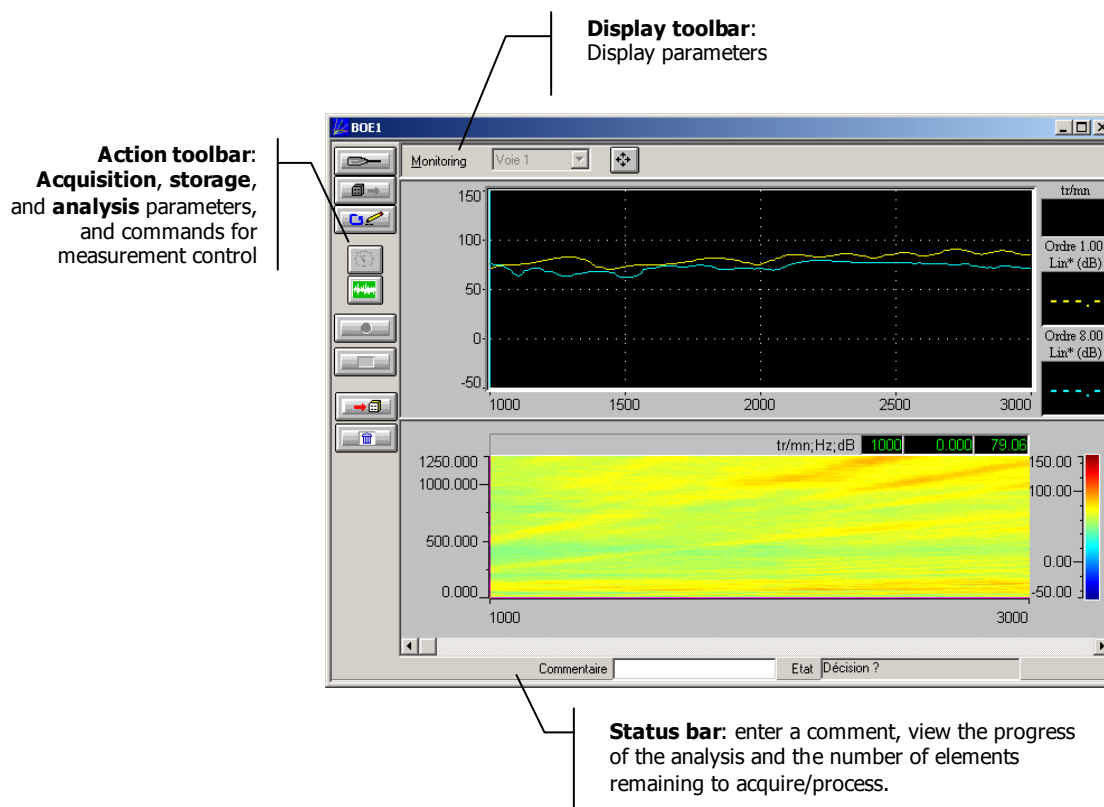 Display toolbar:
Display parameters
Action toolbar:
Acquisition, storage,
and analysis parameters,
and commands for
measurement control
BOE1
Monitoring Voie 1
150
100
50
0
-50
1000 1500 2000 2500 3000
tr/mn
Ordre 1.00
Lin* (dB)
- - - . -
Ordre 8.00
Lin* (dB)
- - - . -
tr/mn;Hz;dB 1000 0.000 79.06
1250.000
1000.000
500.000
0.000
1000 3000
150.00
100.00
0.00
-50.00
Commentaire Etat Décision ?
Status bar: enter a comment, view the progress
of the analysis and the number of elements
remaining to acquire/process.